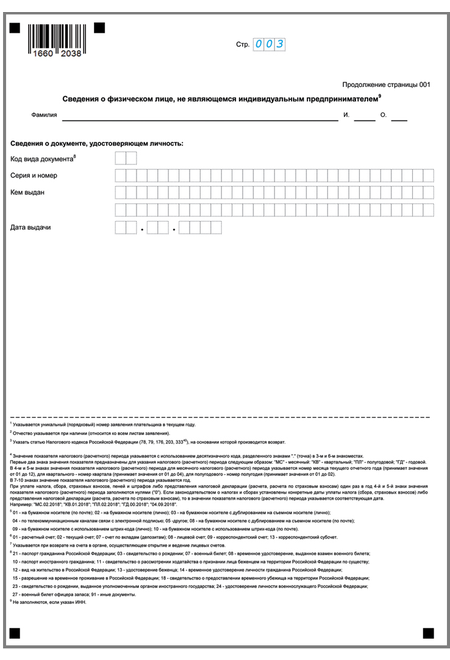 Стр. 003
1660 2038
Продолжение страницы 001
Сведения о физическом лице, не являющемся индивидуальным предпринимателем⁹
Фамилия И. О.
Сведения о документе, удостоверяющем личность:
Код вида документа⁸
Серия и номер
Кем выдан
Дата выдачи
¹ Указывается уникальный (порядковый) номер заявления плательщика в текущем году.
² Отчество указывается при наличии (относится ко всем листам заявления).
³ Указать статью Налогового кодекса Российской Федерации (78, 79, 176, 203, 333⁴⁰), на основании которой производится возврат.
⁴ Значение показателя налогового (расчетного) периода указывается с использованием десятизначного кода, разделенного знаками "." (точка) в 3-м и 6-м знакоместах.
Первые два знака значения показателя предназначены для указания налогового (расчетного) периода следующим образом: "МС" - месячный; "КВ" - квартальный; "ПЛ" - полугодовой; "ГД" - годовой.
В 4-м и 5-м знаках значения показателя налогового (расчетного) периода для месячного налогового (расчетного) периода указывается номер месяца текущего отчетного года (принимает значения
от 01 до 12), для квартального - номер квартала (принимает значения от 01 до 04), для полугодового - номер полугодия (принимает значения от 01 до 02).
В 7-10 знаках значения показателя налогового (расчетного) периода указывается год.
При уплате налога, сбора, страховых взносов, пеней и штрафов либо представления налоговой декларации (расчета, расчета по страховым взносам) один раз в год 4-й и 5-й знаки значения
показателя налогового (расчетного) периода заполняются нулями ("0"). Если законодательством о налогах и сборах установлены конкретные даты уплаты налога (сбора, страховых взносов) либо
представления налоговой декларации (расчета, расчета по страховым взносам), то в значении показателя налогового (расчетного) периода указывается соответствующая дата.
Например: "МС.02.2018"; "КВ.01.2018"; "ПЛ.02.2018"; "ГД.00.2018"; "04.09.2018".
⁵ 01 - на бумажном носителе (по почте); 02 - на бумажном носителе (лично); 03 - на бумажном носителе с дублированием на съемном носителе (лично);
04 - по телекоммуникационным каналам связи с электронной подписью; 05 -другое; 08 - на бумажном носителе с дублированием на съемном носителе (по почте);
09 - на бумажном носителе с использованием штрих-кода (лично); 10 - на бумажном носителе с использованием штрих-кода (по почте).
01 - расчетный счет; 02 - текущий счет; 07 - счет по вкладам (депозитам); 08 - лицевой счет; 09 - корреспондентский счет; 13 - корреспондентский субсчет.
⁷ Указывается при возврате на счета в органе, осуществляющем открытие и ведение лицевых счетов.
⁸ 21 - паспорт гражданина Российской Федерации; 03 - свидетельство о рождении; 07 - военный билет; 08 - временное удостоверение, выданное взамен военного билета;
10 - паспорт иностранного гражданина; 11 - свидетельство о рассмотрении ходатайства о признании лица беженцем на территории Российской Федерации по существу;
12 - вид на жительство в Российской Федерации; 13 - удостоверение беженца; 14 - временное удостоверение личности гражданина Российской Федерации;
15 - разрешение на временное проживание в Российской Федерации; 18 - свидетельство о предоставлении временного убежища на территории Российской Федерации;
23 - свидетельство о рождении, выданное уполномоченным органом иностранного государства; 24 - удостоверение личности военнослужащего Российской Федерации;
27 - военный билет офицера запаса; 91 - иные документы.
⁹ Не заполняется, если указан ИНН.